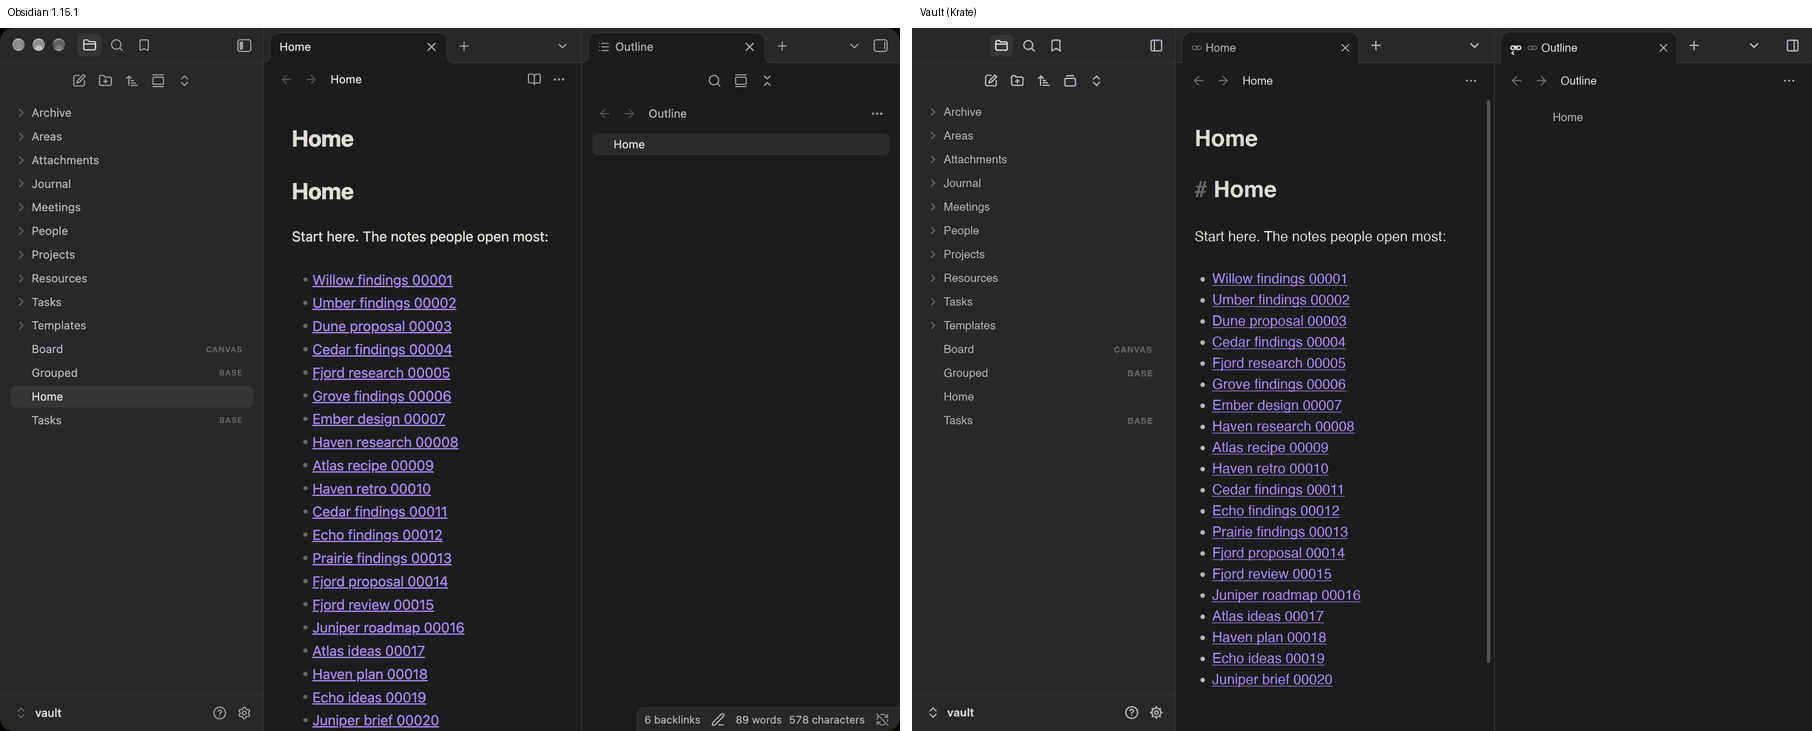 Obsidian 1.15.1
Home
Outline
Home
Archive
Areas
Attachments
Journal
Meetings
People
Projects
Resources
Tasks
Templates
Board CANVAS
Grouped BASE
Home
Tasks BASE
vault
Home
Home
Start here. The notes people open most:
Willow findings 00001
Umber findings 00002
Dune proposal 00003
Cedar findings 00004
Fjord research 00005
Grove findings 00006
Ember design 00007
Haven research 00008
Atlas recipe 00009
Haven retro 00010
Cedar findings 00011
Echo findings 00012
Prairie findings 00013
Fjord proposal 00014
Fjord review 00015
Juniper roadmap 00016
Atlas ideas 00017
Haven plan 00018
Echo ideas 00019
Juniper brief 00020
Outline
Home
6 backlinks 89 words 578 characters
Vault (Krate)
Home
Outline
Home
Outline
Archive
Areas
Attachments
Journal
Meetings
People
Projects
Resources
Tasks
Templates
Board CANVAS
Grouped BASE
Home
Tasks BASE
vault
Home
# Home
Start here. The notes people open most:
Willow findings 00001
Umber findings 00002
Dune proposal 00003
Cedar findings 00004
Fjord research 00005
Grove findings 00006
Ember design 00007
Haven research 00008
Atlas recipe 00009
Haven retro 00010
Cedar findings 00011
Echo findings 00012
Prairie findings 00013
Fjord proposal 00014
Fjord review 00015
Juniper roadmap 00016
Atlas ideas 00017
Haven plan 00018
Echo ideas 00019
Juniper brief 00020
Home